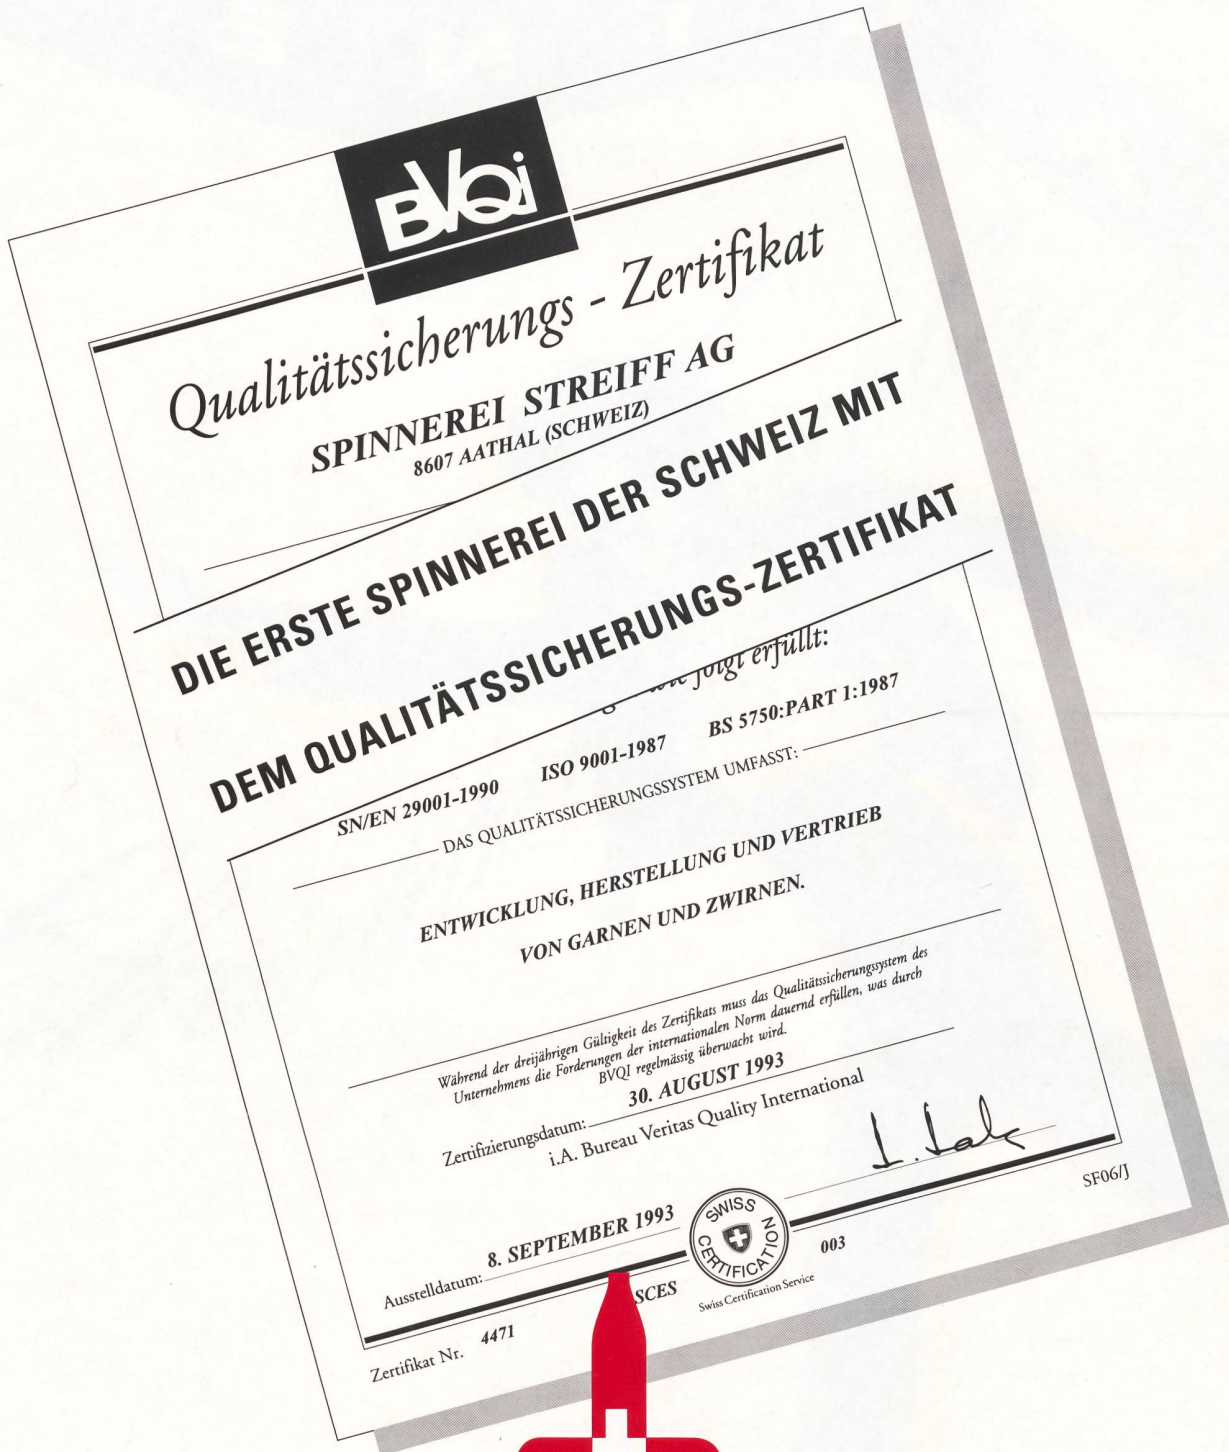 BVQi
Qualitätssicherungs - Zertifikat
SPINNEREI STREIFF AG
8607 AATHAL (SCHWEIZ)
DIE ERSTE SPINNEREI DER SCHWEIZ MIT
DEM QUALITÄTSSICHERUNGS-ZERTIFIKAT
folgt erfüllt:
SN/EN 29001-1990 ISO 9001-1987 BS 5750:PART 1:1987
DAS QUALITÄTSSICHERUNGSSYSTEM UMFASST:
ENTWICKLUNG, HERSTELLUNG UND VERTRIEB
VON GARNEN UND ZWIRNEN.
Während der dreijährigen Gültigkeit des Zertifikats muss das Qualitätssicherungssystem des
Unternehmens die Forderungen der internationalen Norm dauernd erfüllen, was durch
BVQI regelmässig überwacht wird.
Zertifizierungsdatum: 30. AUGUST 1993
i.A. Bureau Veritas Quality International
Ausstelldatum: 8. SEPTEMBER 1993
SWISS CERTIFICATION
Swiss Certification Service
SF06/J
Zertifikat Nr. 4471 SCES 003